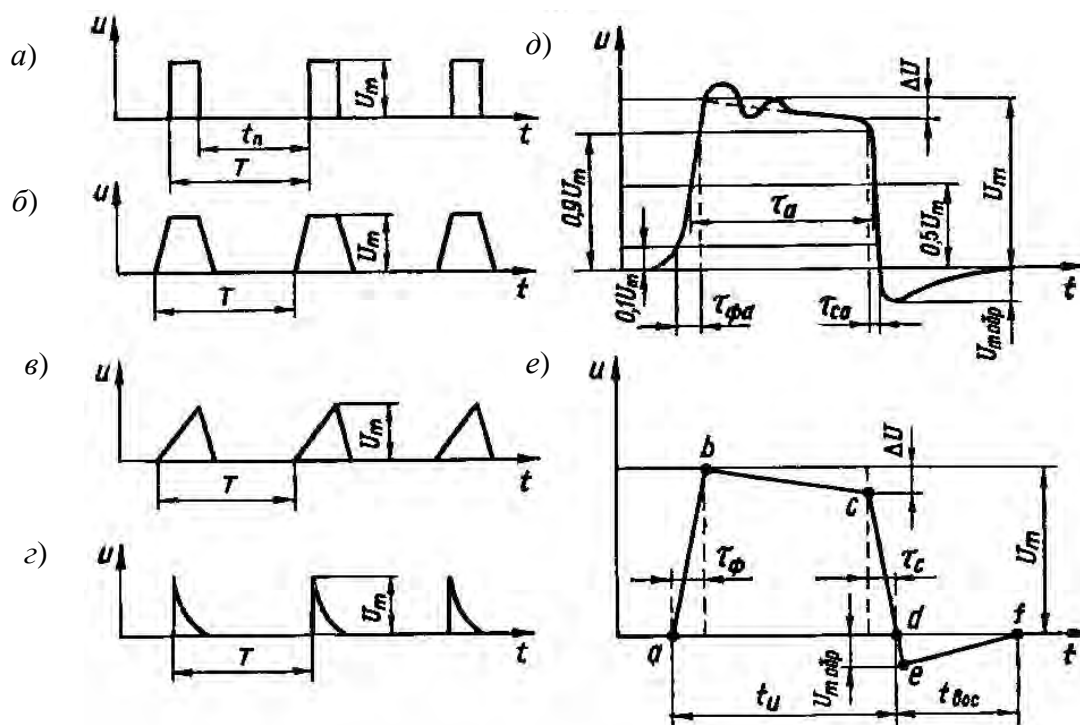 а)
u
U_m
t_п
T
t
б)
u
U_m
T
t
в)
u
U_m
T
t
г)
u
U_m
T
t
д)
u
ΔU
0,9U_m
τ_а
0,5U_m
U_m
0,1U_m
τ_фа
τ_са
U_m обр
t
е)
u
b
ΔU
c
U_m
τ_ф
τ_с
a
d
f
e
t
U_m обр
t_и
t_вос